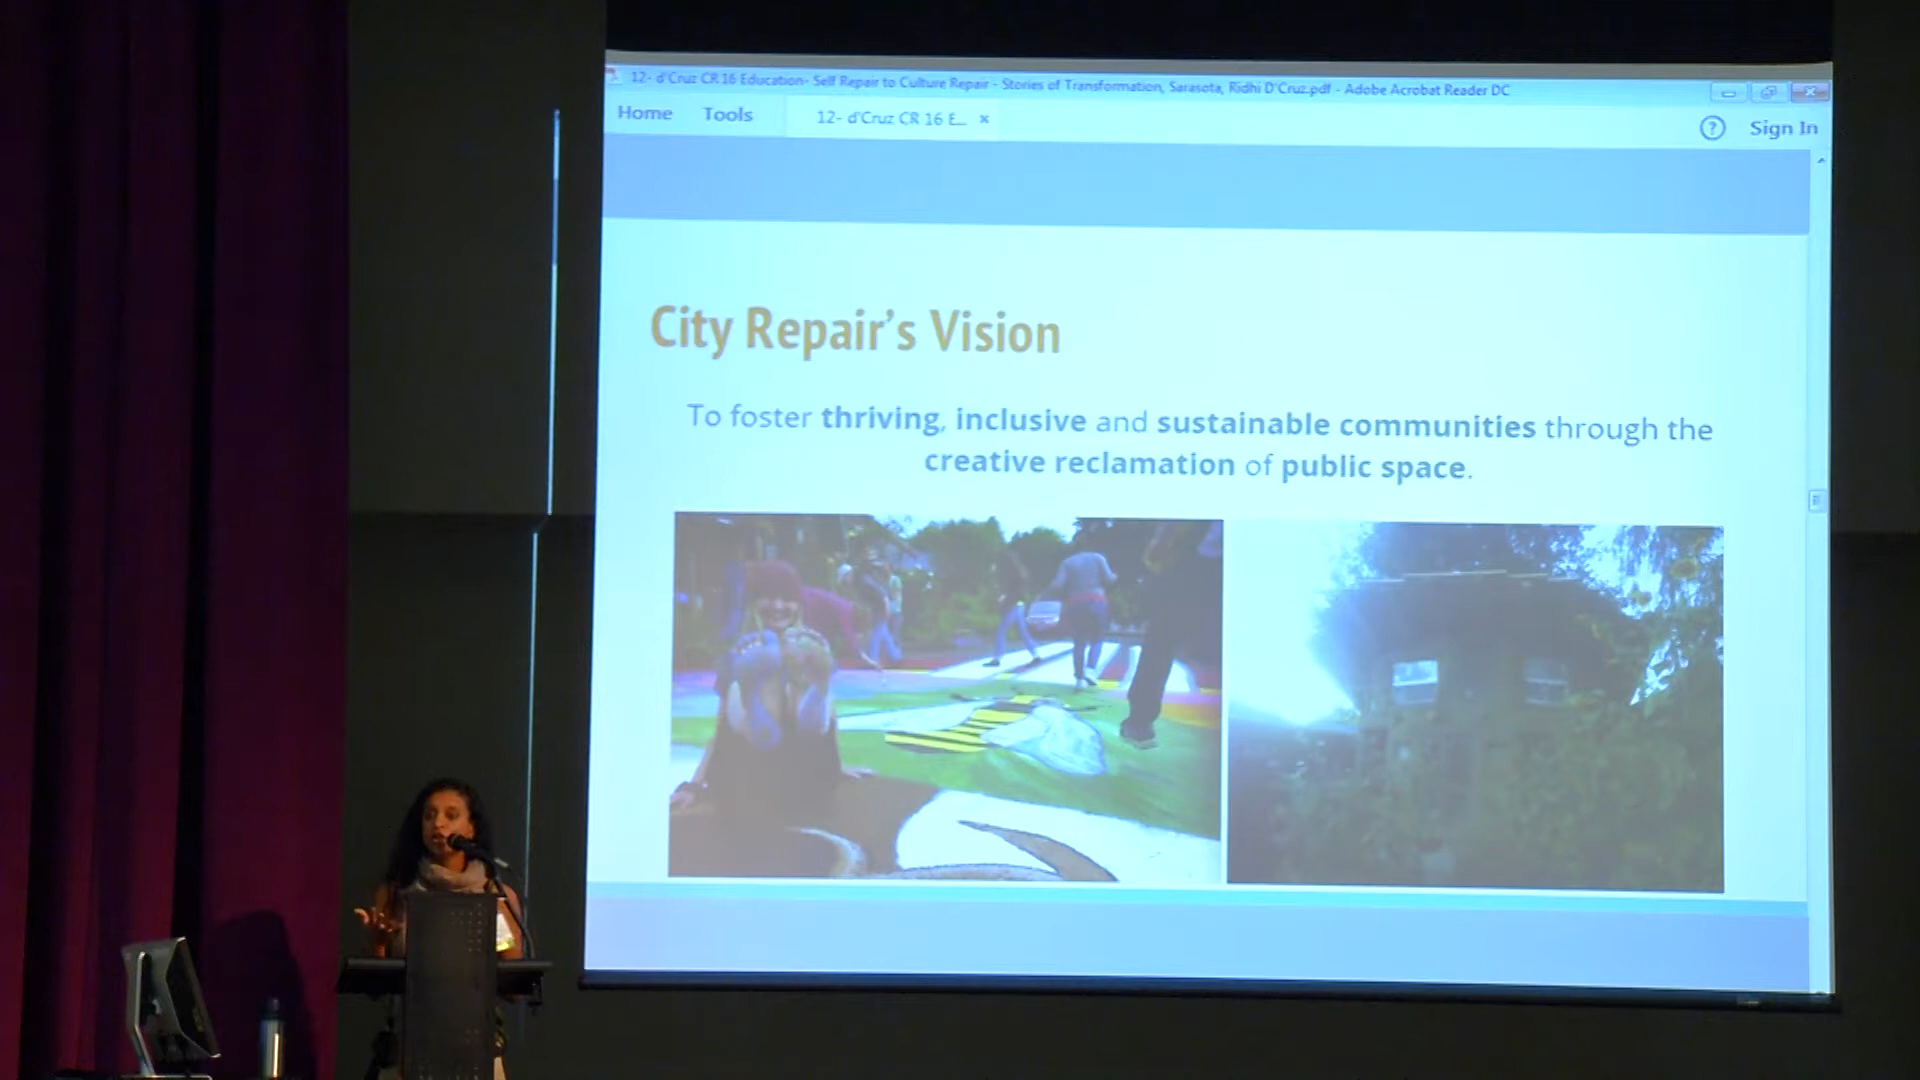 12- d'Cruz CR 16 Education- Self Repair to Culture Repair - Stories of Transformation, Sarasota, Ridhi D'Cruz.pdf - Adobe Acrobat Reader DC
Home Tools 12- d'Cruz CR 16 E... × ? Sign In
City Repair's Vision
To foster thriving, inclusive and sustainable communities through the
creative reclamation of public space.